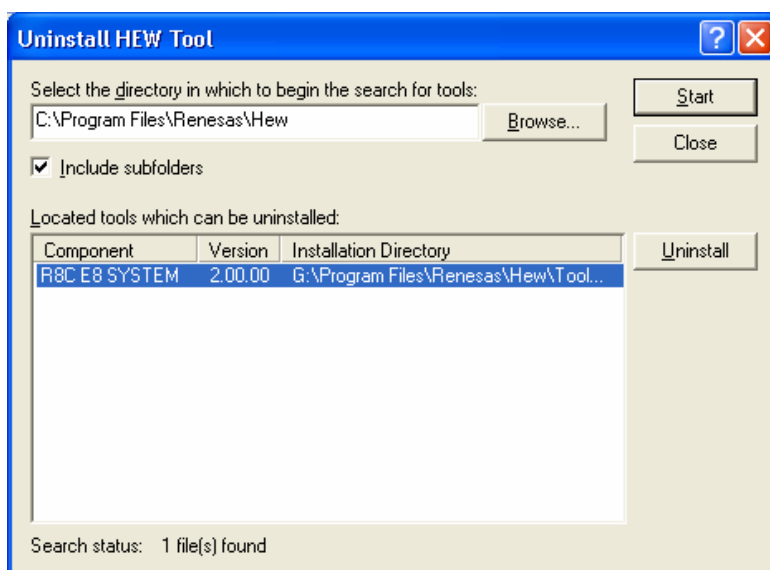 Uninstall HEW Tool
Select the directory in which to begin the search for tools:
C:\Program Files\Renesas\Hew
Browse...
Start
Close
Include subfolders
Located tools which can be uninstalled:
Component Version Installation Directory
R8C E8 SYSTEM 2.00.00 G:\Program Files\Renesas\Hew\Tool...
Uninstall
Search status: 1 file(s) found